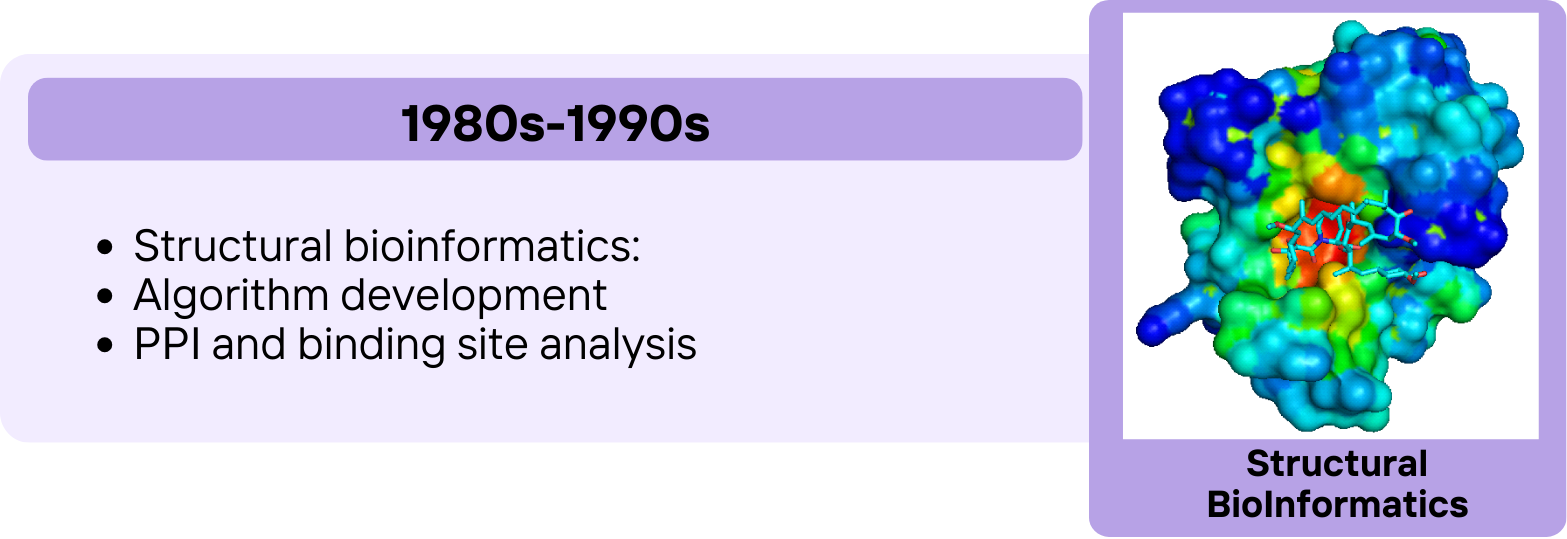 1980s-1990s
• Structural bioinformatics:
• Algorithm development
• PPI and binding site analysis
Structural
BioInformatics